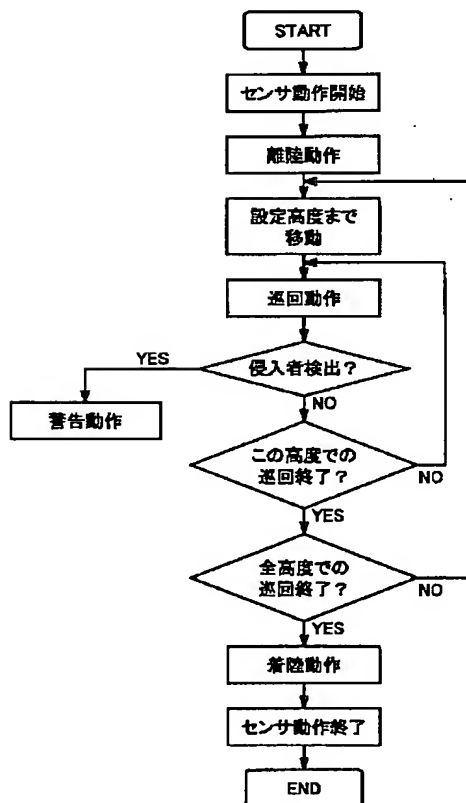 START
センサ動作開始
離陸動作
設定高度まで
移動
巡回動作
侵入者検出？
YES
NO
警告動作
この高度での
巡回終了？
NO
YES
全高度での
巡回終了？
NO
YES
着陸動作
センサ動作終了
END